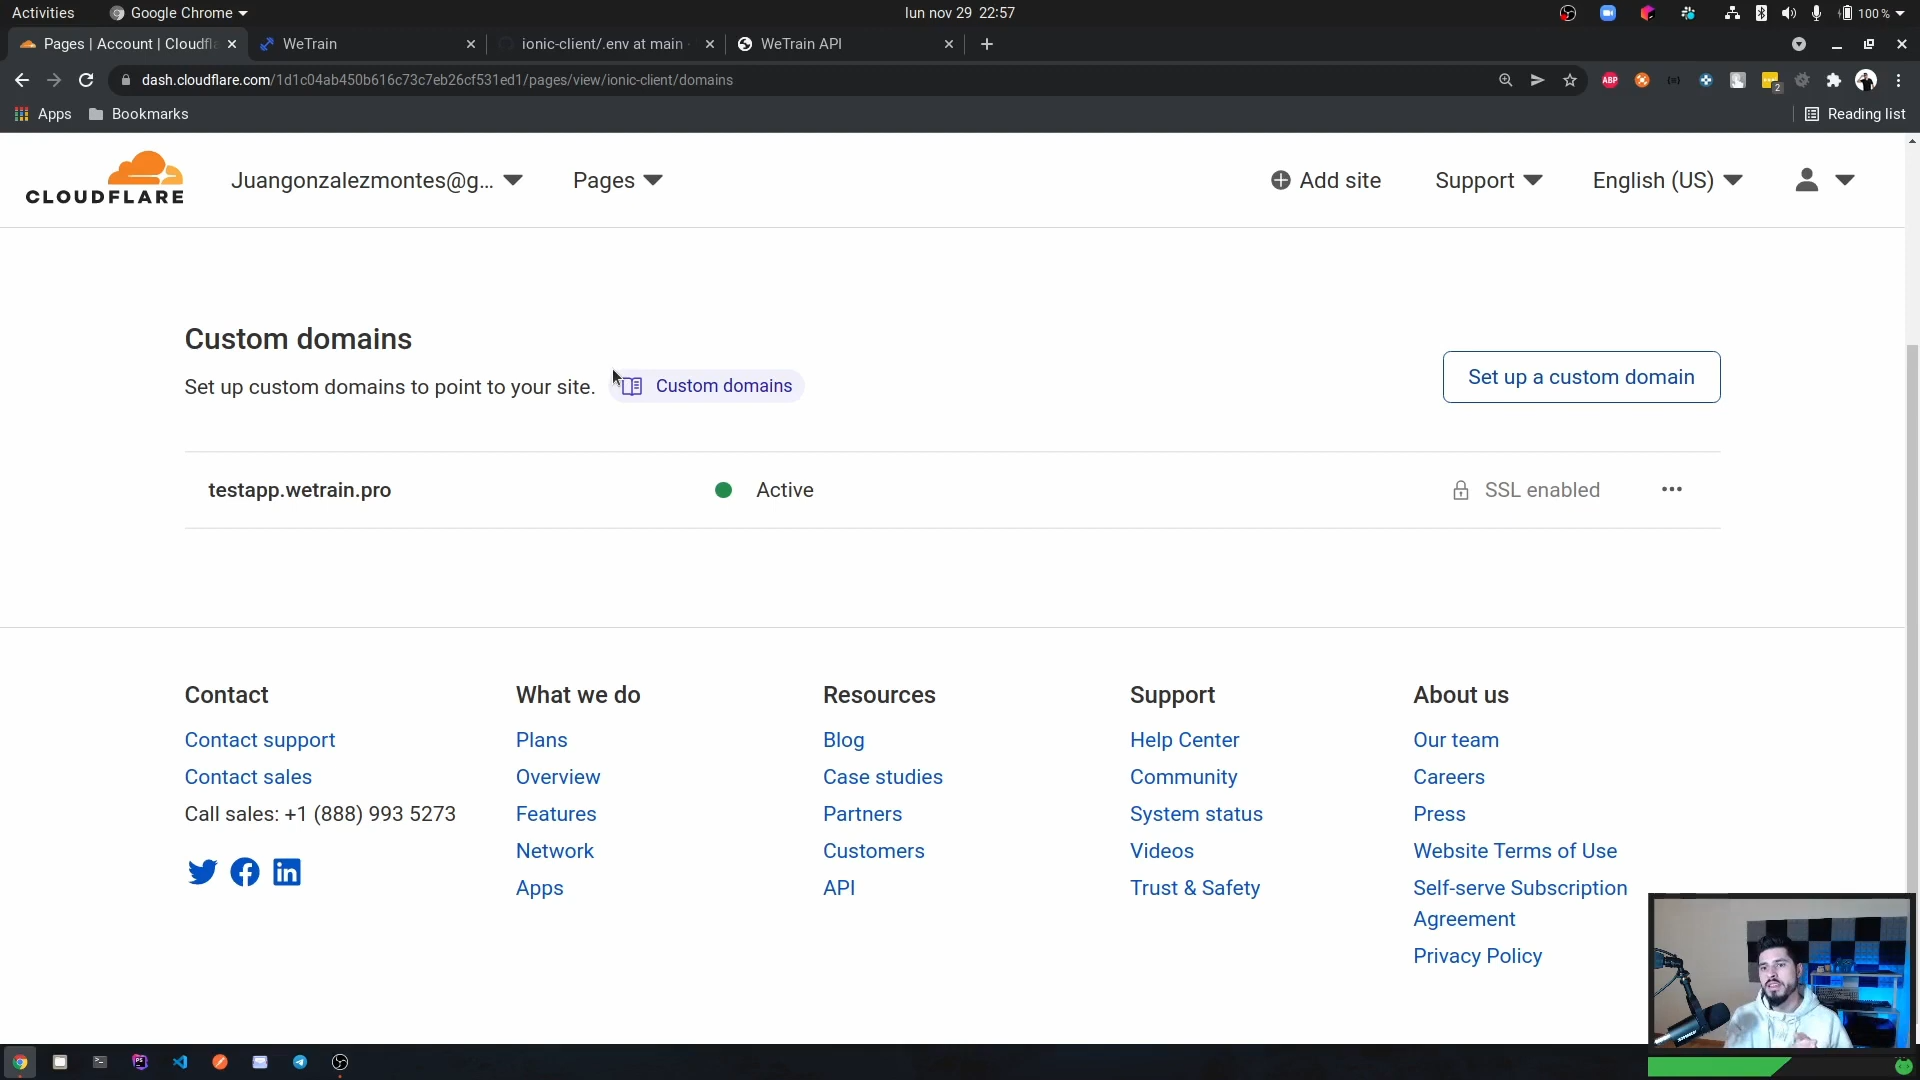 Activities
Google Chrome
lun nov 29 22:57
100 %
Pages | Account | Cloudfla
WeTrain
ionic-client/.env at main
WeTrain API
dash.cloudflare.com/1d1c04ab450b616c73c7eb26cf531ed1/pages/view/ionic-client/domains
ABP
2
Apps
Bookmarks
Reading list
CLOUDFLARE
Juangonzalezmontes@g...
Pages
Add site
Support
English (US)
Custom domains
Set up custom domains to point to your site.
Custom domains
Set up a custom domain
testapp.wetrain.pro
Active
SSL enabled
Contact
Contact support
Contact sales
Call sales: +1 (888) 993 5273
What we do
Plans
Overview
Features
Network
Apps
Resources
Blog
Case studies
Partners
Customers
API
Support
Help Center
Community
System status
Videos
Trust & Safety
About us
Our team
Careers
Press
Website Terms of Use
Self-serve Subscription
Agreement
Privacy Policy